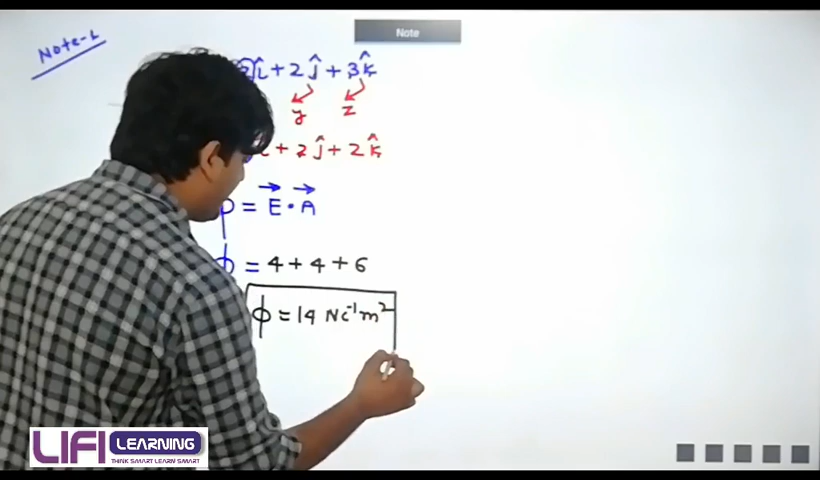 Note
Note-1
2î + 2ĵ + 3k̂
y z
+ 2ĵ + 2k̂
ϕ = E⃗ · A⃗
ϕ = 4 + 4 + 6
ϕ = 14 NC⁻¹m²
LIFI LEARNING
THINK SMART LEARN SMART